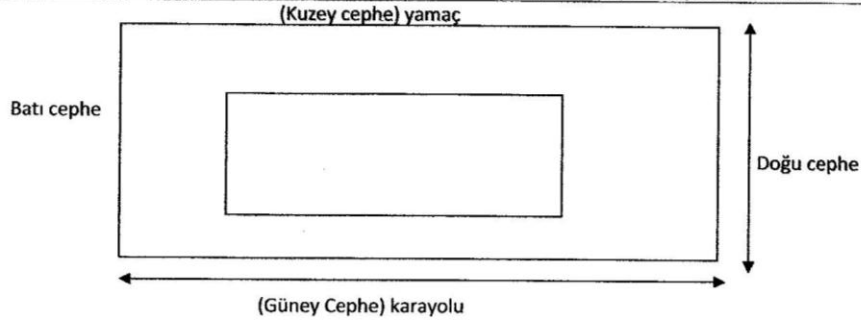 (Kuzey cephe) yamaç
Batı cephe
Doğu cephe
(Güney Cephe) karayolu